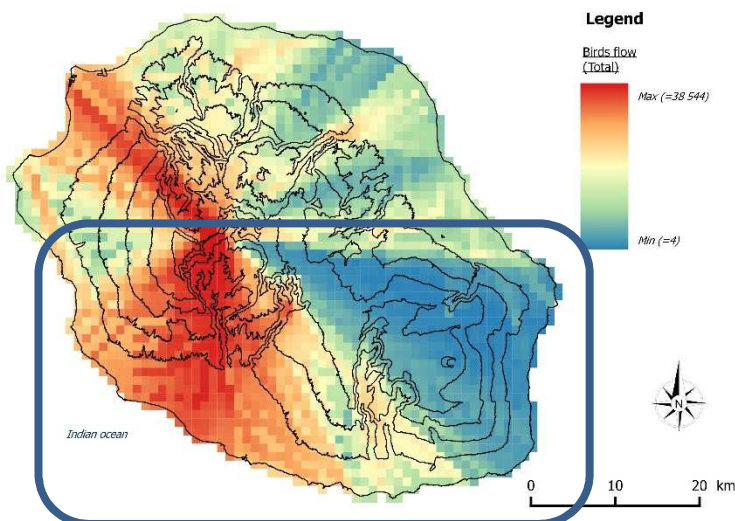 Legend
Birds flow
(Total)
Max (=38 544)
Min (=4)
Indian ocean
N
0 10 20 km